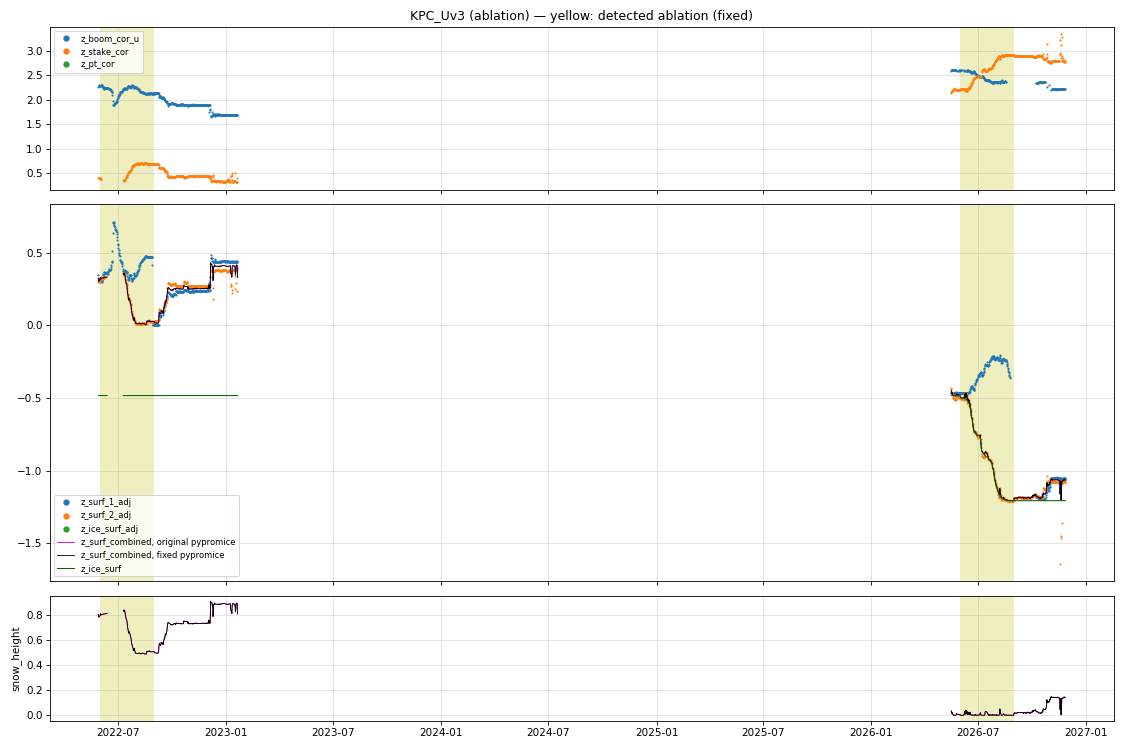 KPC_Uv3 (ablation) — yellow: detected ablation (fixed)
z_boom_cor_u
z_stake_cor
z_pt_cor
3.0
2.5
2.0
1.5
1.0
0.5
0.5
0.0
−0.5
−1.0
−1.5
z_surf_1_adj
z_surf_2_adj
z_ice_surf_adj
z_surf_combined, original pypromice
z_surf_combined, fixed pypromice
z_ice_surf
snow_height
0.8
0.6
0.4
0.2
0.0
2022-07 2023-01 2023-07 2024-01 2024-07 2025-01 2025-07 2026-01 2026-07 2027-01